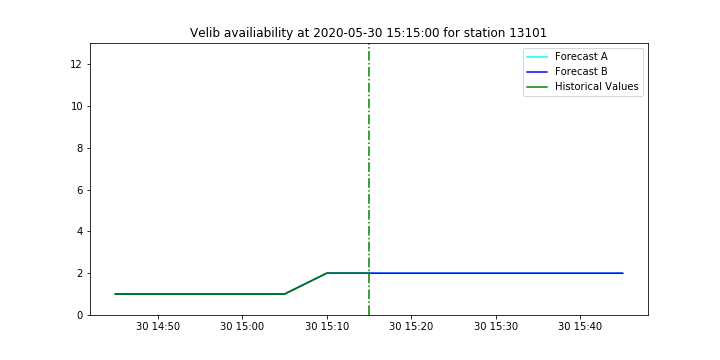 Velib availiability at 2020-05-30 15:15:00 for station 13101
Forecast A
Forecast B
Historical Values
12
10
8
6
4
2
0
30 14:50 30 15:00 30 15:10 30 15:20 30 15:30 30 15:40